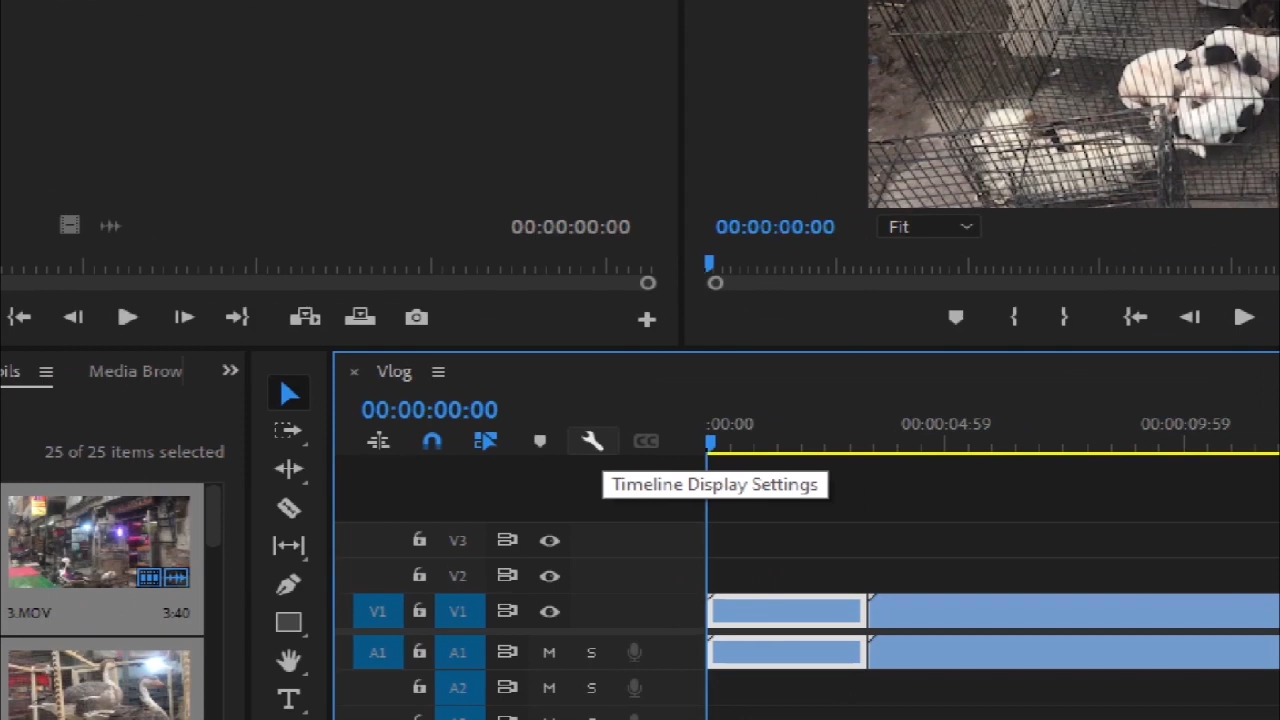 00:00:00:00
00:00:00:00
Fit
ils
Media Brow
Vlog
00:00:00:00
CC
:00:00
00:00:04:59
00:00:09:59
25 of 25 items selected
Timeline Display Settings
V3
V2
3.MOV
3:40
V1
V1
A1
A1
M
S
A2
M
S
T